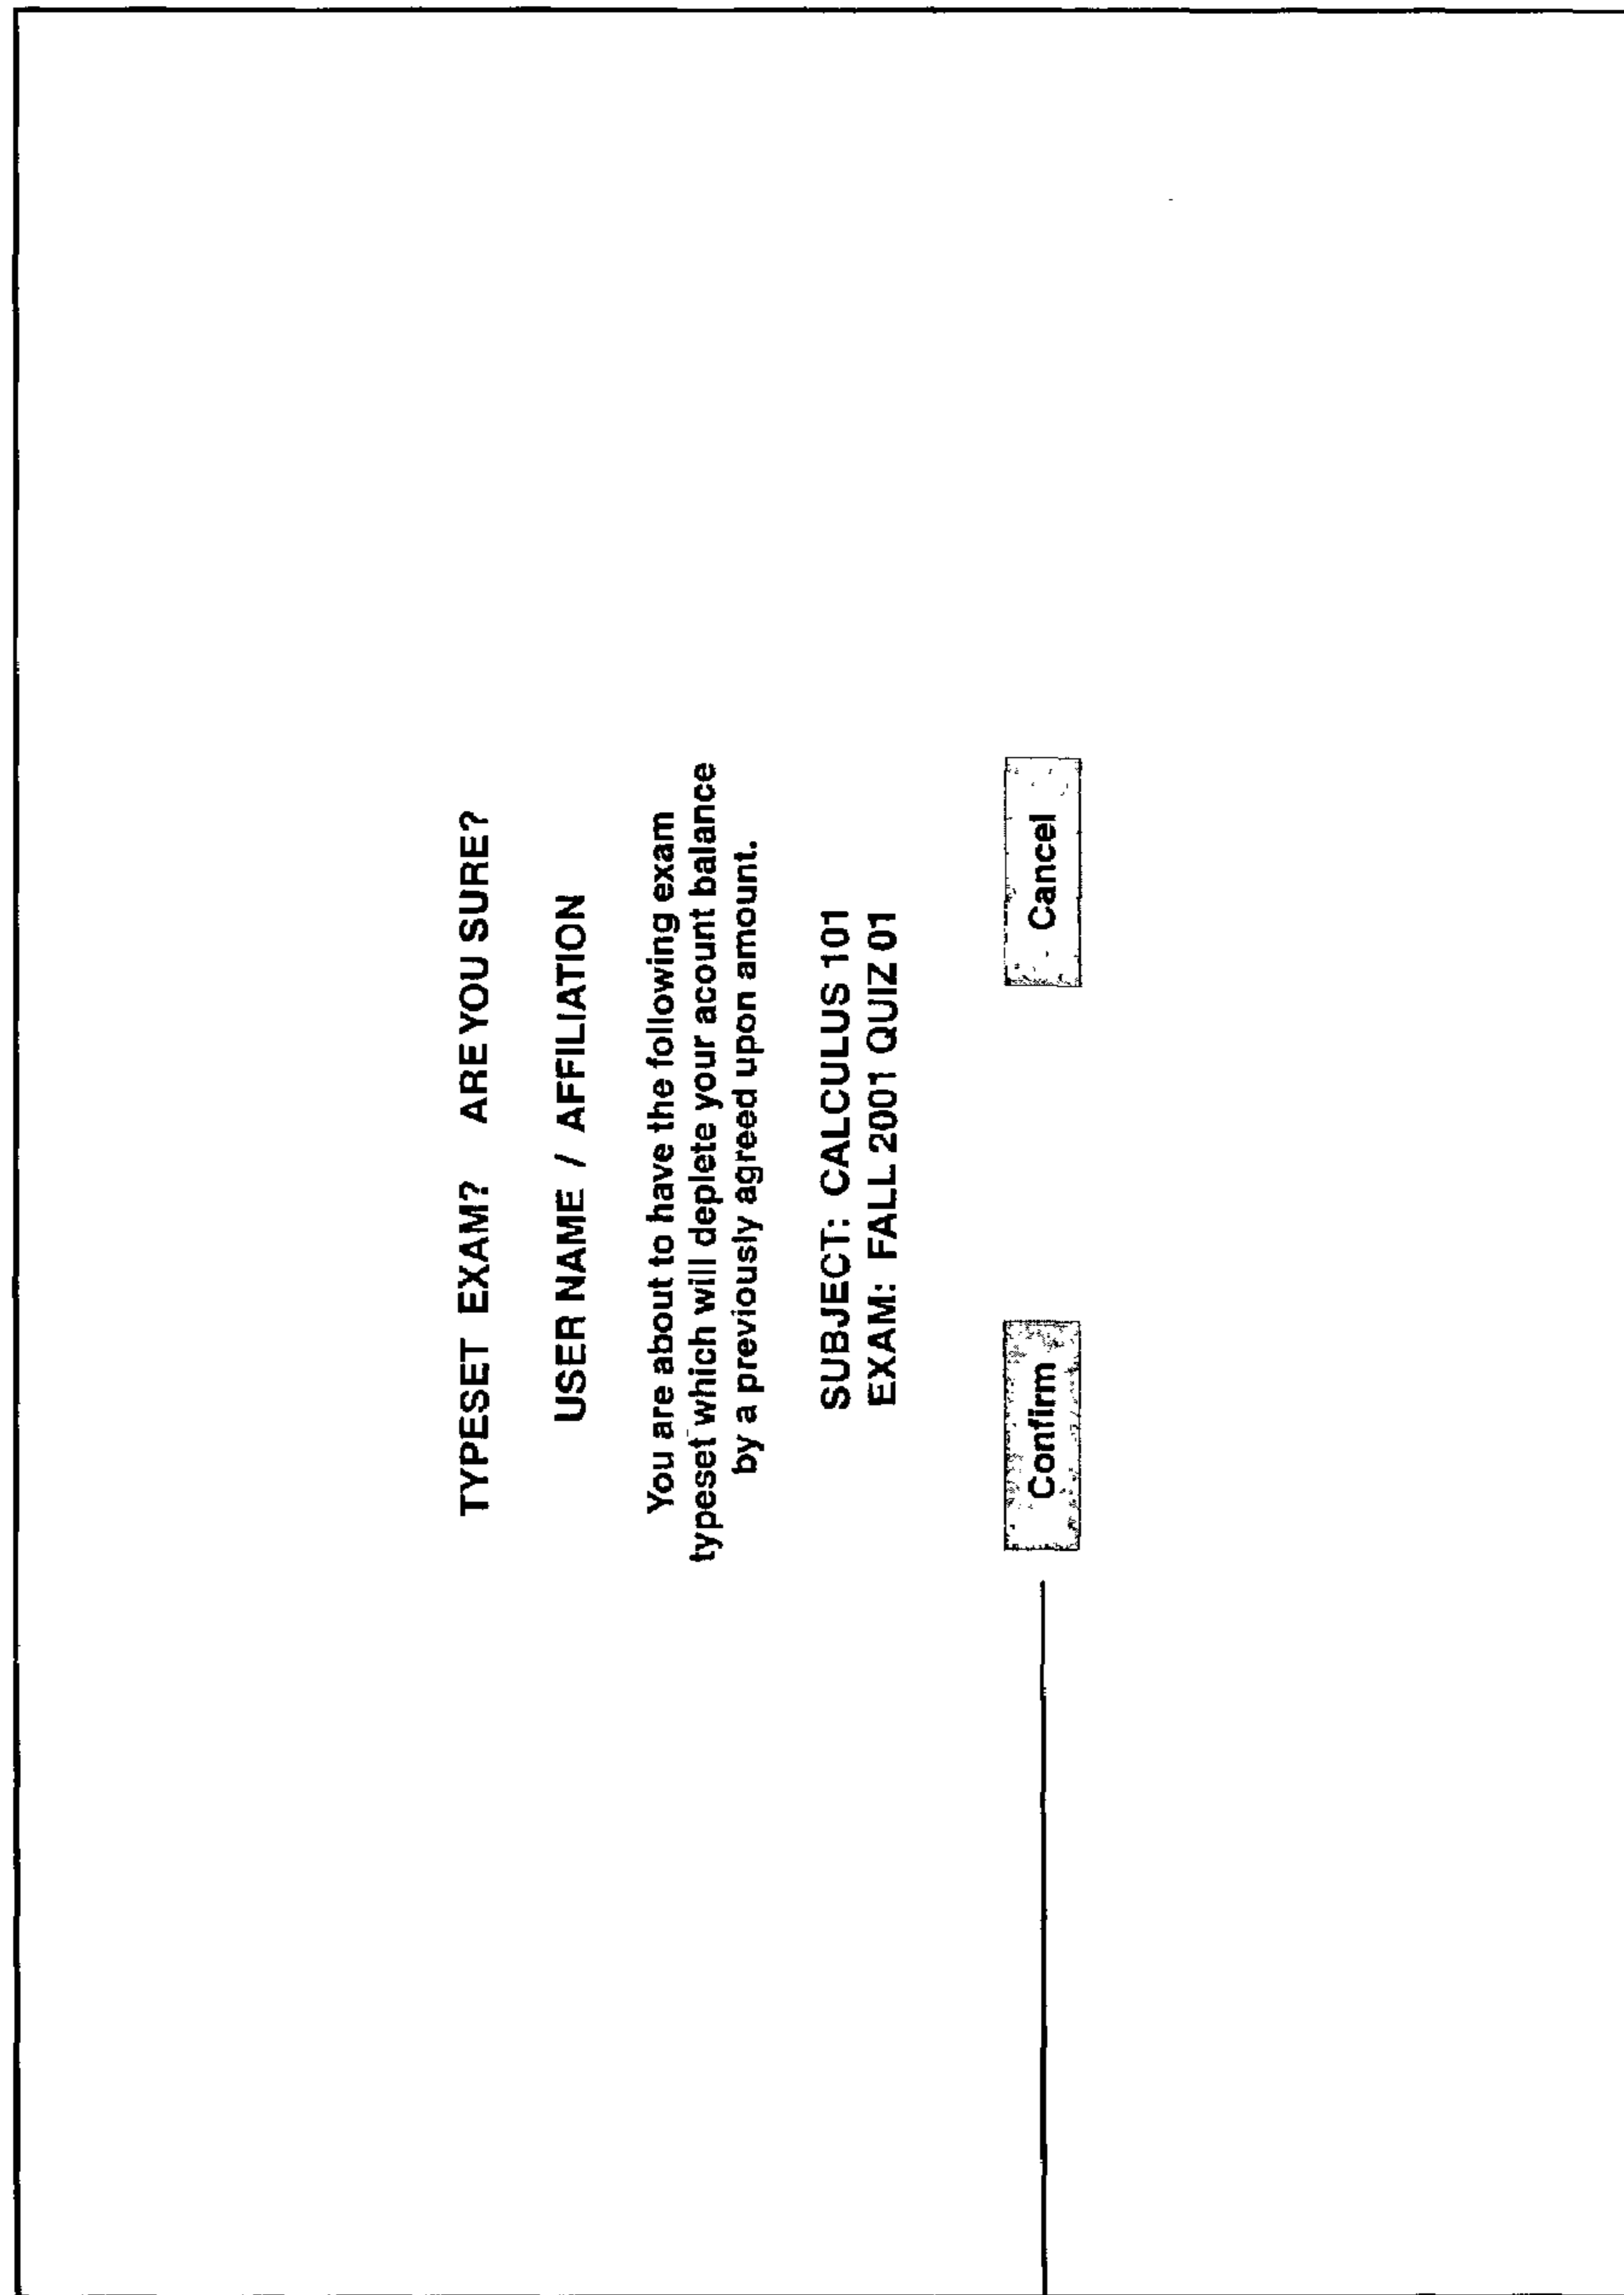 TYPESET EXAM? ARE YOU SURE?
USER NAME / AFFILIATION
You are about to have the following exam
typeset which will deplete your acount balance
by a previously agreed upon amount.
SUBJECT: CALCULUS 101
EXAM: FALL 2001 QUIZ 01
Confirm Cancel